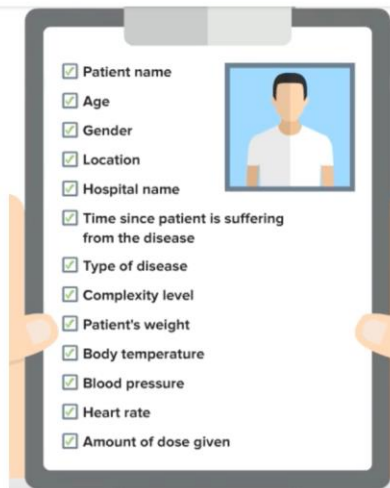 Patient name
Age
Gender
Location
Hospital name
Time since patient is suffering
from the disease
Type of disease
Complexity level
Patient's weight
Body temperature
Blood pressure
Heart rate
Amount of dose given